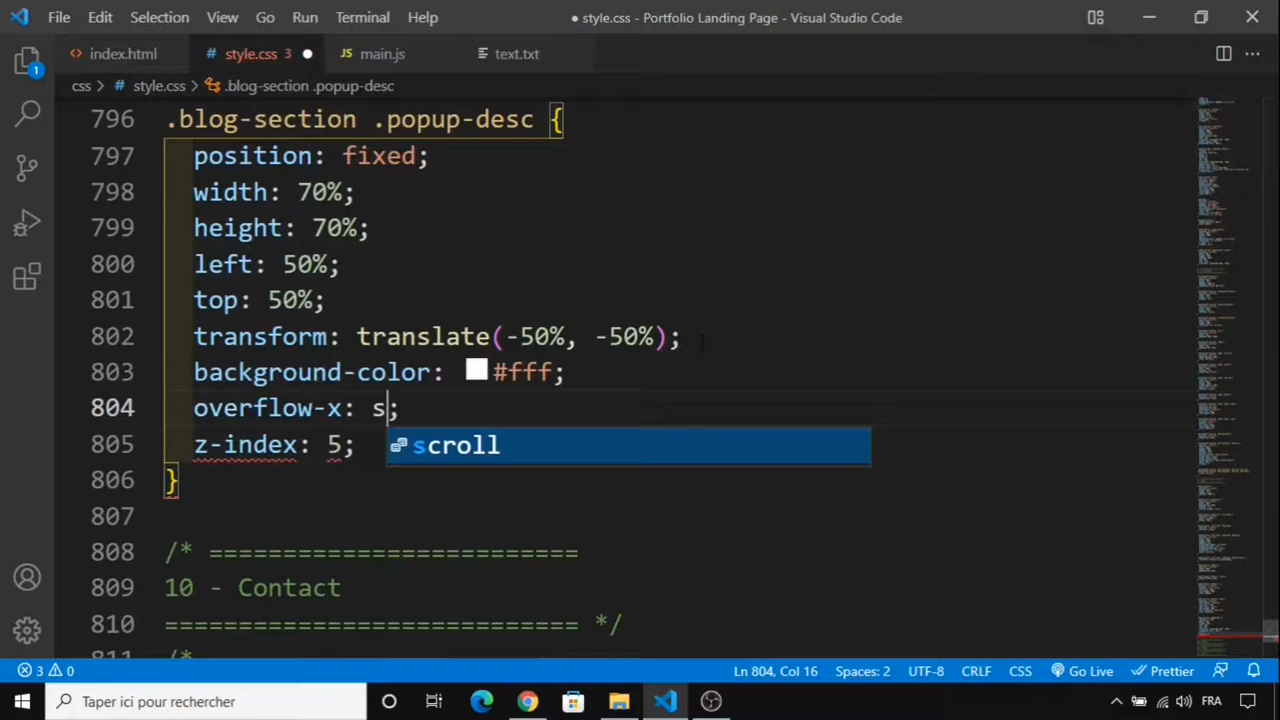 File Edit Selection View Go Run Terminal Help ● style.css - Portfolio Landing Page - Visual Studio Code
<> index.html # style.css 3 ● JS main.js text.txt ...
css > # style.css > .blog-section .popup-desc
796 .blog-section .popup-desc {
797 position: fixed;
798 width: 70%;
799 height: 70%;
800 left: 50%;
801 top: 50%;
802 transform: translate(-50%, -50%);
803 background-color: #fff;
804 overflow-x: s;
805 z-index: 5; scroll
806 }
807
808 /* =========================
809 10 - Contact
810 ============================ */
1
3 0 Ln 804, Col 16 Spaces: 2 UTF-8 CRLF CSS Go Live Prettier
Taper ici pour rechercher FRA